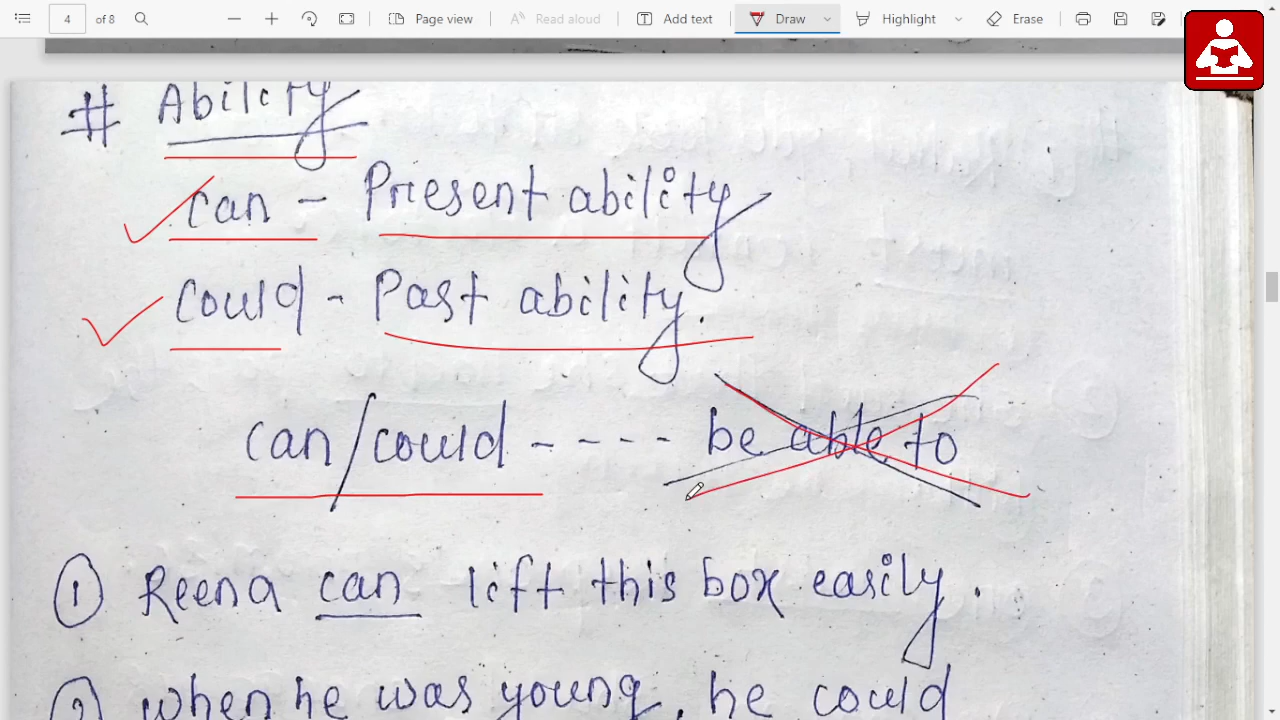 4 of 8 Page view Read aloud Add text Draw Highlight Erase
# Ability
can - Present ability
could - Past ability.
can/could - - - - be able to
① Reena can lift this box easily.
② when he was young, he could